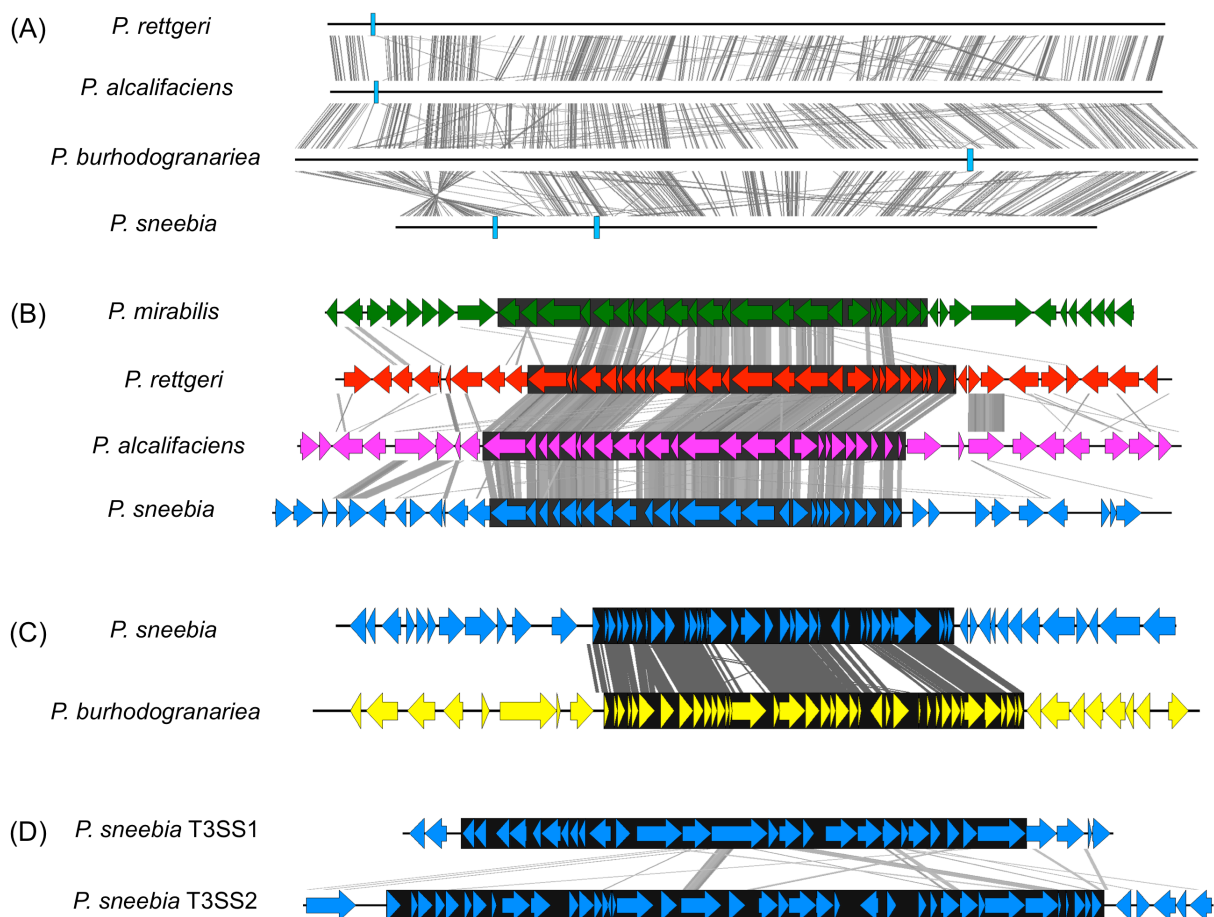 (A) P. rettgeri
P. alcalifaciens
P. burhodogranariea
P. sneebia
(B) P. mirabilis
P. rettgeri
P. alcalifaciens
P. sneebia
(C) P. sneebia
P. burhodogranariea
(D) P. sneebia T3SS1
P. sneebia T3SS2